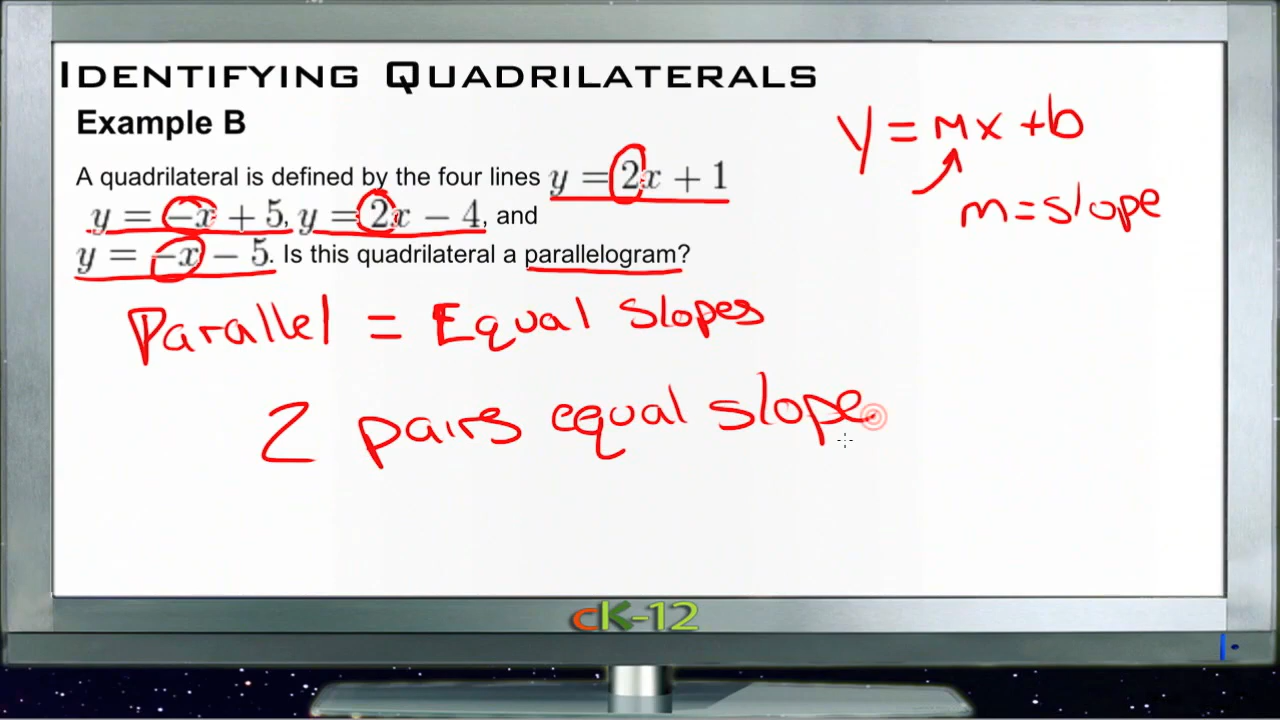 IDENTIFYING QUADRILATERALS
Example B
A quadrilateral is defined by the four lines y = 2x + 1
y = −x + 5, y = 2x − 4, and
y = −x − 5. Is this quadrilateral a parallelogram?
y = mx + b
m = slope
Parallel = Equal slopes
2 pairs equal slope
cK-12